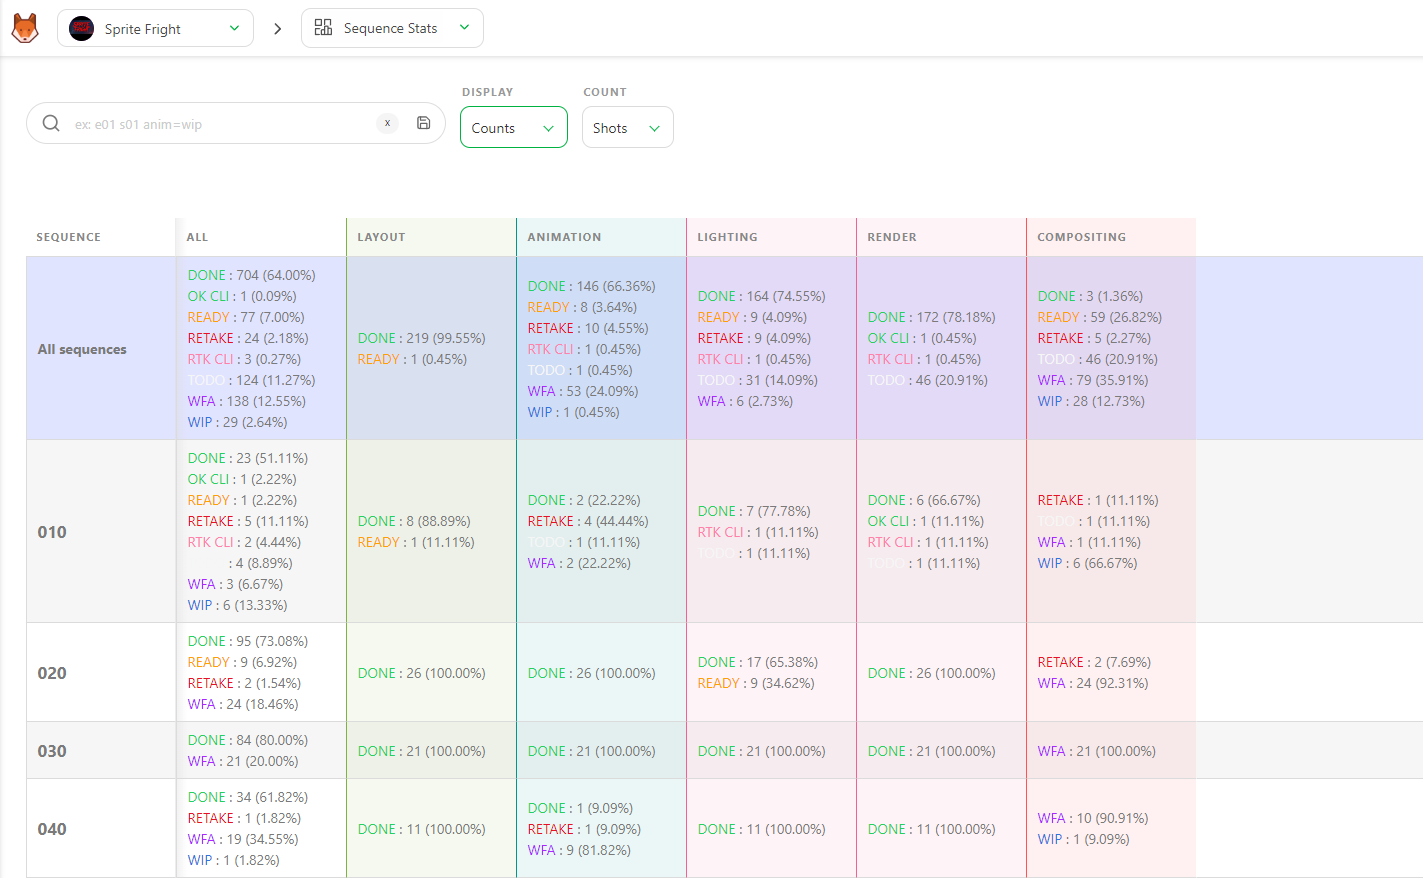 Sprite Fright
Sequence Stats
DISPLAY
COUNT
ex: e01 s01 anim=wip
x
Counts
Shots
SEQUENCE
ALL
LAYOUT
ANIMATION
LIGHTING
RENDER
COMPOSITING
All sequences
DONE : 704 (64.00%)
OK CLI : 1 (0.09%)
READY : 77 (7.00%)
RETAKE : 24 (2.18%)
RTK CLI : 3 (0.27%)
TODO : 124 (11.27%)
WFA : 138 (12.55%)
WIP : 29 (2.64%)
DONE : 219 (99.55%)
READY : 1 (0.45%)
DONE : 146 (66.36%)
READY : 8 (3.64%)
RETAKE : 10 (4.55%)
RTK CLI : 1 (0.45%)
TODO : 1 (0.45%)
WFA : 53 (24.09%)
WIP : 1 (0.45%)
DONE : 164 (74.55%)
READY : 9 (4.09%)
RETAKE : 9 (4.09%)
RTK CLI : 1 (0.45%)
TODO : 31 (14.09%)
WFA : 6 (2.73%)
DONE : 172 (78.18%)
OK CLI : 1 (0.45%)
RTK CLI : 1 (0.45%)
TODO : 46 (20.91%)
DONE : 3 (1.36%)
READY : 59 (26.82%)
RETAKE : 5 (2.27%)
TODO : 46 (20.91%)
WFA : 79 (35.91%)
WIP : 28 (12.73%)
010
DONE : 23 (51.11%)
OK CLI : 1 (2.22%)
READY : 1 (2.22%)
RETAKE : 5 (11.11%)
RTK CLI : 2 (4.44%)
: 4 (8.89%)
WFA : 3 (6.67%)
WIP : 6 (13.33%)
DONE : 8 (88.89%)
READY : 1 (11.11%)
DONE : 2 (22.22%)
RETAKE : 4 (44.44%)
TODO : 1 (11.11%)
WFA : 2 (22.22%)
DONE : 7 (77.78%)
RTK CLI : 1 (11.11%)
TODO : 1 (11.11%)
DONE : 6 (66.67%)
OK CLI : 1 (11.11%)
RTK CLI : 1 (11.11%)
TODO : 1 (11.11%)
RETAKE : 1 (11.11%)
TODO : 1 (11.11%)
WFA : 1 (11.11%)
WIP : 6 (66.67%)
020
DONE : 95 (73.08%)
READY : 9 (6.92%)
RETAKE : 2 (1.54%)
WFA : 24 (18.46%)
DONE : 26 (100.00%)
DONE : 26 (100.00%)
DONE : 17 (65.38%)
READY : 9 (34.62%)
DONE : 26 (100.00%)
RETAKE : 2 (7.69%)
WFA : 24 (92.31%)
030
DONE : 84 (80.00%)
WFA : 21 (20.00%)
DONE : 21 (100.00%)
DONE : 21 (100.00%)
DONE : 21 (100.00%)
DONE : 21 (100.00%)
WFA : 21 (100.00%)
040
DONE : 34 (61.82%)
RETAKE : 1 (1.82%)
WFA : 19 (34.55%)
WIP : 1 (1.82%)
DONE : 11 (100.00%)
DONE : 1 (9.09%)
RETAKE : 1 (9.09%)
WFA : 9 (81.82%)
DONE : 11 (100.00%)
DONE : 11 (100.00%)
WFA : 10 (90.91%)
WIP : 1 (9.09%)